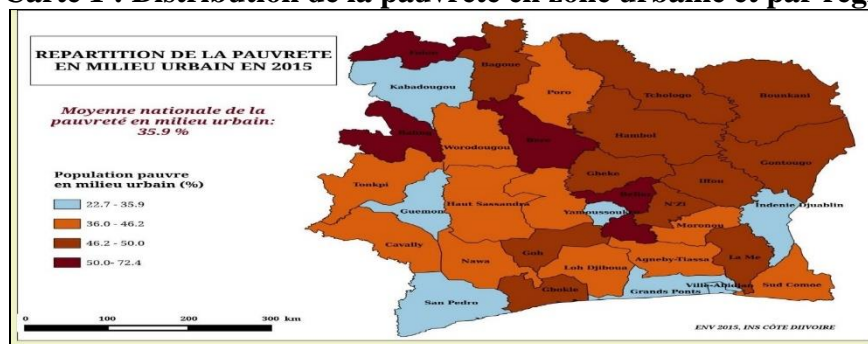 Carte 1 : Distribution de la pauvreté en zone urbaine et par rég
REPARTITION DE LA PAUVRETE
EN MILIEU URBAIN EN 2015
Moyenne nationale de la
pauvreté en milieu urbain:
35.9 %
Population pauvre
en milieu urbain (%)
22.7 - 35.9
36.0 - 46.2
46.2 - 50.0
50.0- 72.4
Kabadougou
Bagoue
Poro
Tchologo
Bounkani
Worodougou
Hambol
Gontougo
Gbeke
Iffou
Tonkpi
Guemon
Haut Sassandra
N'ZI
Indenie Djuablin
Moronou
Cavally
Nawa
Goh
Loh Djiboua
Agneby-Tiassa
La Me
San Pedro
Gbokle
Grands Ponts
Sud Comoe
0 100 200 300 km
ENV 2015, INS CÔTE DIIVOIRE